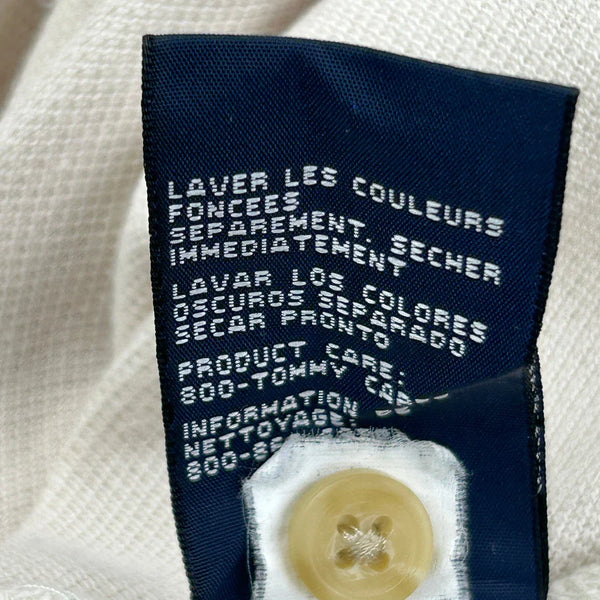 LAVER LES COULEURS
FONCEES
SEPAREMENT. SECHER
IMMEDIATEMENT
LAVAR LOS COLORES
OSCUROS SEPARADO
SECAR PRONTO
PRODUCT CARE:
800-TOMMY
INFORMATION
NETTOYAGE: